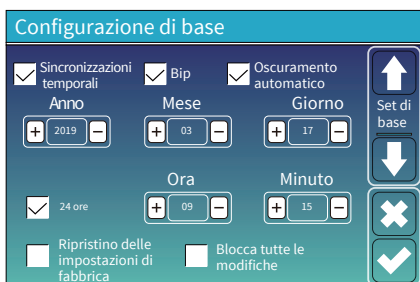 Configurazione di base
Sincronizzazioni
temporali
Bip
Oscuramento
automatico
Anno
Mese
Giorno
+ 2019 −
+ 03 −
+ 17 −
Set di
base
Ora
Minuto
24 ore
+ 09 −
+ 15 −
Ripristino delle
impostazioni di
fabbrica
Blocca tutte le
modifiche